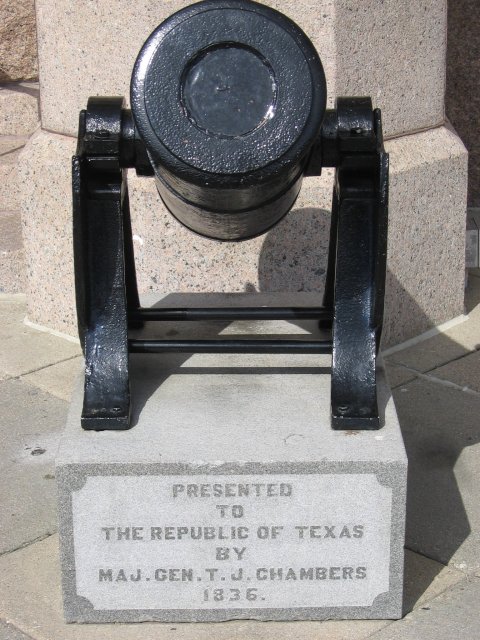 PRESENTED
TO
THE REPUBLIC OF TEXAS
BY
MAJ. GEN. T. J. CHAMBERS
1836.